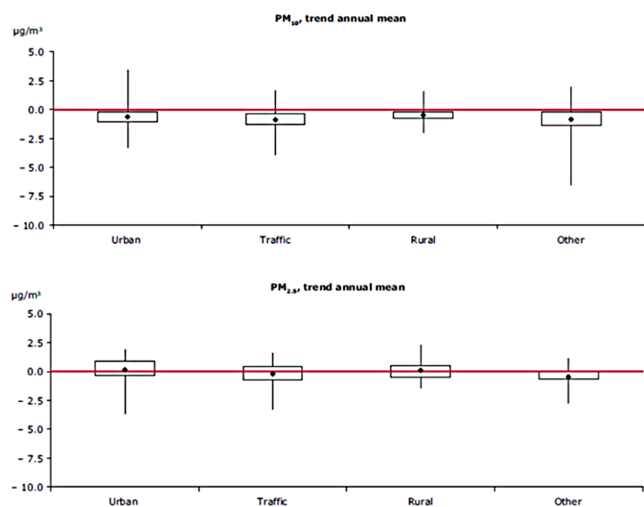 PM10, trend annual mean
µg/m³
5.0
2.5
0.0
– 2.5
– 5.0
– 7.5
– 10.0
Urban Traffic Rural Other
PM2.5, trend annual mean
µg/m³
5.0
2.5
0.0
– 2.5
– 5.0
– 7.5
– 10.0
Urban Traffic Rural Other